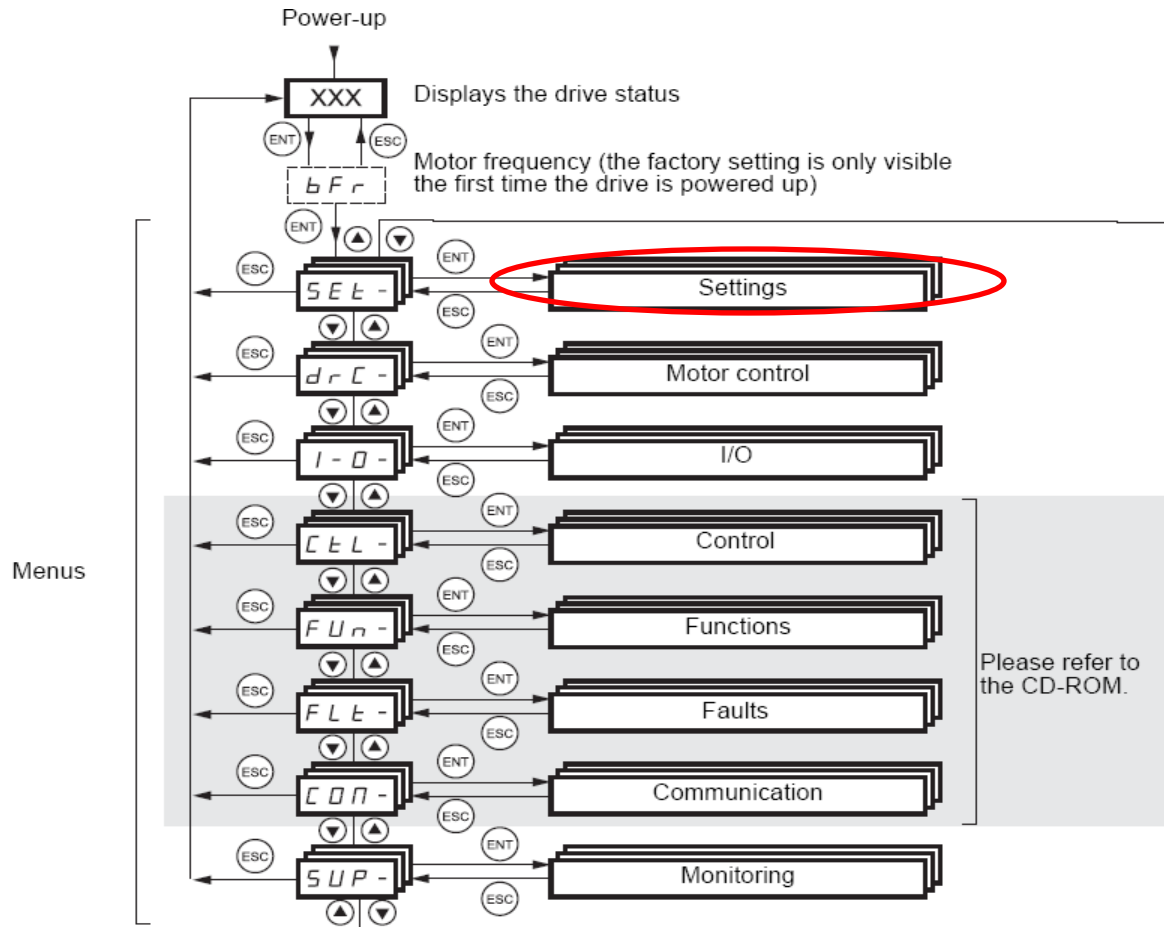 Power-up
XXX Displays the drive status
ENT ESC
Motor frequency (the factory setting is only visible
the first time the drive is powered up)
bFr
ENT
ESC SEt- ENT Settings
ESC
ESC drC- ENT Motor control
ESC
ESC I-O- ENT I/O
ESC
ESC CtL- ENT Control
ESC
Menus
ESC FUn- ENT Functions
ESC
Please refer to
the CD-ROM.
ESC FLt- ENT Faults
ESC
ESC COM- ENT Communication
ESC
ESC SUP- ENT Monitoring
ESC